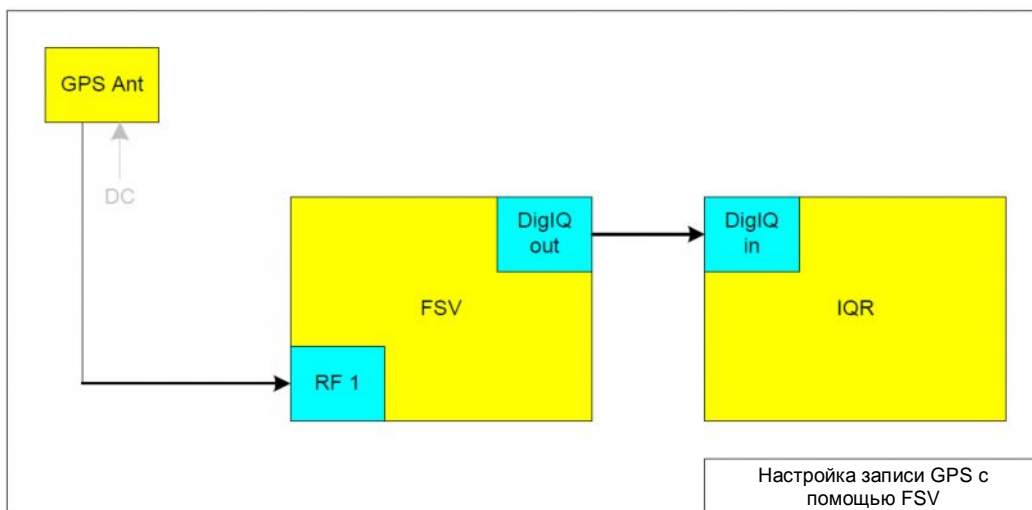 GPS Ant
DC
DigIQ
out
DigIQ
in
FSV
IQR
RF 1
Настройка записи GPS с
помощью FSV